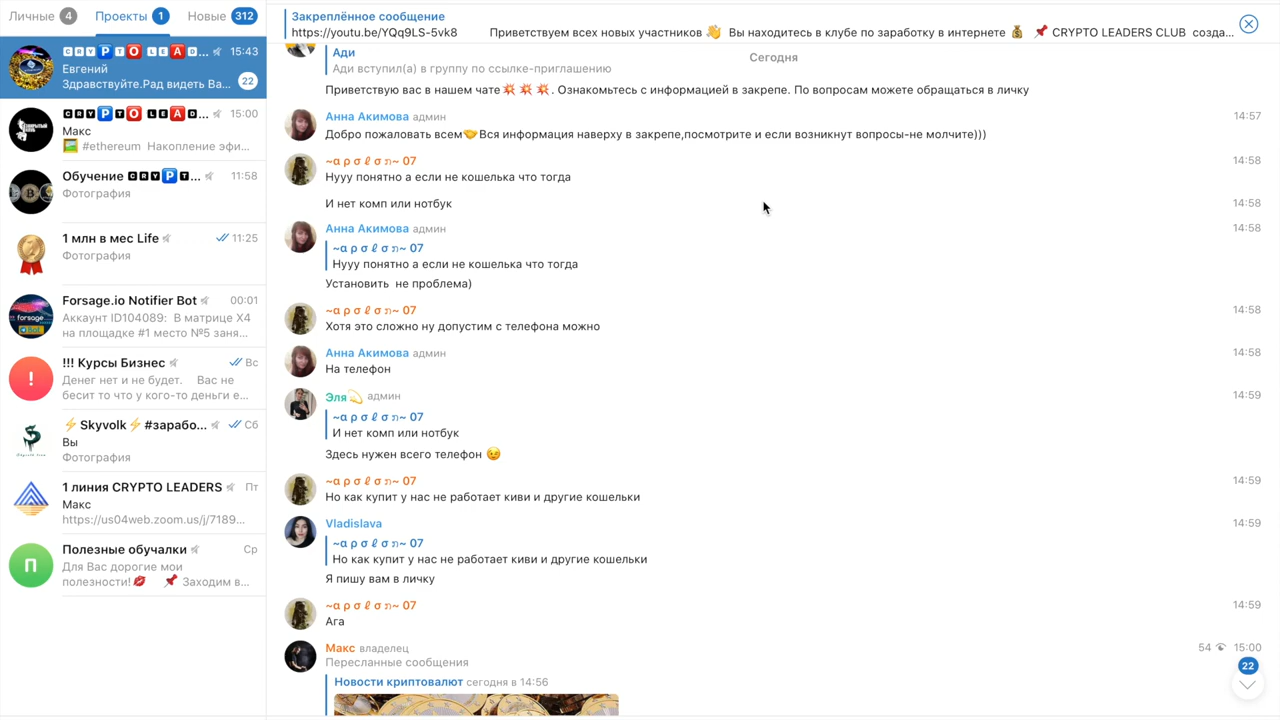 Личные 4 Проекты 1 Новые 312
🅲🆁🆈🅿🆃🅾 🅻🅴🅰🅳... 15:43
Евгений
Здравствуйте.Рад видеть Ва... 22
🅲🆁🆈🅿🆃🅾 🅻🅴🅰🅳... 15:00
Макс
#ethereum Накопление эфи...
Обучение 🅲🆁🆈🅿🆃... 11:58
Фотография
1 млн в мес Life 11:25
Фотография
Forsage.io Notifier Bot 00:01
Аккаунт ID104089: В матрице X4
на площадке #1 место №5 заня...
!!! Курсы Бизнес Вс
Денег нет и не будет. Вас не
бесит то что у кого-то деньги е...
⚡Skyvolk⚡#зарабо... Сб
Вы
Фотография
1 линия CRYPTO LEADERS Пт
Макс
https://us04web.zoom.us/j/7189...
П
Полезные обучалки Ср
Для Вас дорогие мои
полезности!💋 📌 Заходим в...
Закреплённое сообщение
https://youtu.be/YQq9LS-5vk8 Приветствуем всех новых участников 👋 Вы находитесь в клубе по заработку в интернете 💰 📌 CRYPTO LEADERS CLUB созда...
Ади
Ади вступил(а) в группу по ссылке-приглашению
Сегодня
Приветствую вас в нашем чате💥 💥 💥. Ознакомьтесь с информацией в закрепе. По вопросам можете обращаться в личку
Анна Акимова админ 14:57
Добро пожаловать всем🤝Вся информация наверху в закрепе,посмотрите и если возникнут вопросы-не молчите)))
~α ρ σ ℓ σ ภ~ 07 14:58
Нууу понятно а если не кошелька что тогда
И нет комп или нотбук 14:58
Анна Акимова админ 14:58
~α ρ σ ℓ σ ภ~ 07
Нууу понятно а если не кошелька что тогда
Установить не проблема)
~α ρ σ ℓ σ ภ~ 07 14:58
Хотя это сложно ну допустим с телефона можно
Анна Акимова админ 14:58
На телефон
Эля💫 админ 14:59
~α ρ σ ℓ σ ภ~ 07
И нет комп или нотбук
Здесь нужен всего телефон 😉
~α ρ σ ℓ σ ภ~ 07 14:59
Но как купит у нас не работает киви и другие кошельки
Vladislava 14:59
~α ρ σ ℓ σ ภ~ 07
Но как купит у нас не работает киви и другие кошельки
Я пишу вам в личку
~α ρ σ ℓ σ ภ~ 07 14:59
Ага
Макс владелец 54 15:00
Пересланные сообщения
22
Новости криптовалют сегодня в 14:56